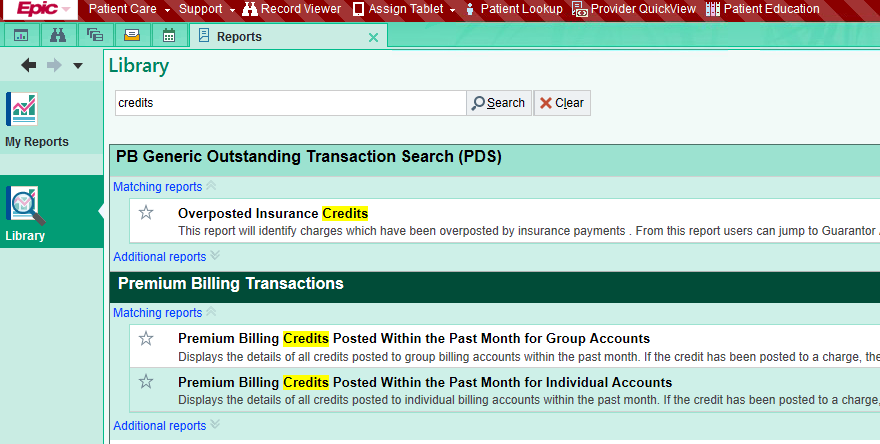 Epic Patient Care Support Record Viewer Assign Tablet Patient Lookup Provider QuickView Patient Education
Reports
Library
credits Search Clear
My Reports
Library
PB Generic Outstanding Transaction Search (PDS)
Matching reports
Overposted Insurance Credits
This report will identify charges which have been overposted by insurance payments . From this report users can jump to Guarantor
Additional reports
Premium Billing Transactions
Matching reports
Premium Billing Credits Posted Within the Past Month for Group Accounts
Displays the details of all credits posted to group billing accounts within the past month. If the credit has been posted to a charge, the
Premium Billing Credits Posted Within the Past Month for Individual Accounts
Displays the details of all credits posted to individual billing accounts within the past month. If the credit has been posted to a charge,
Additional reports